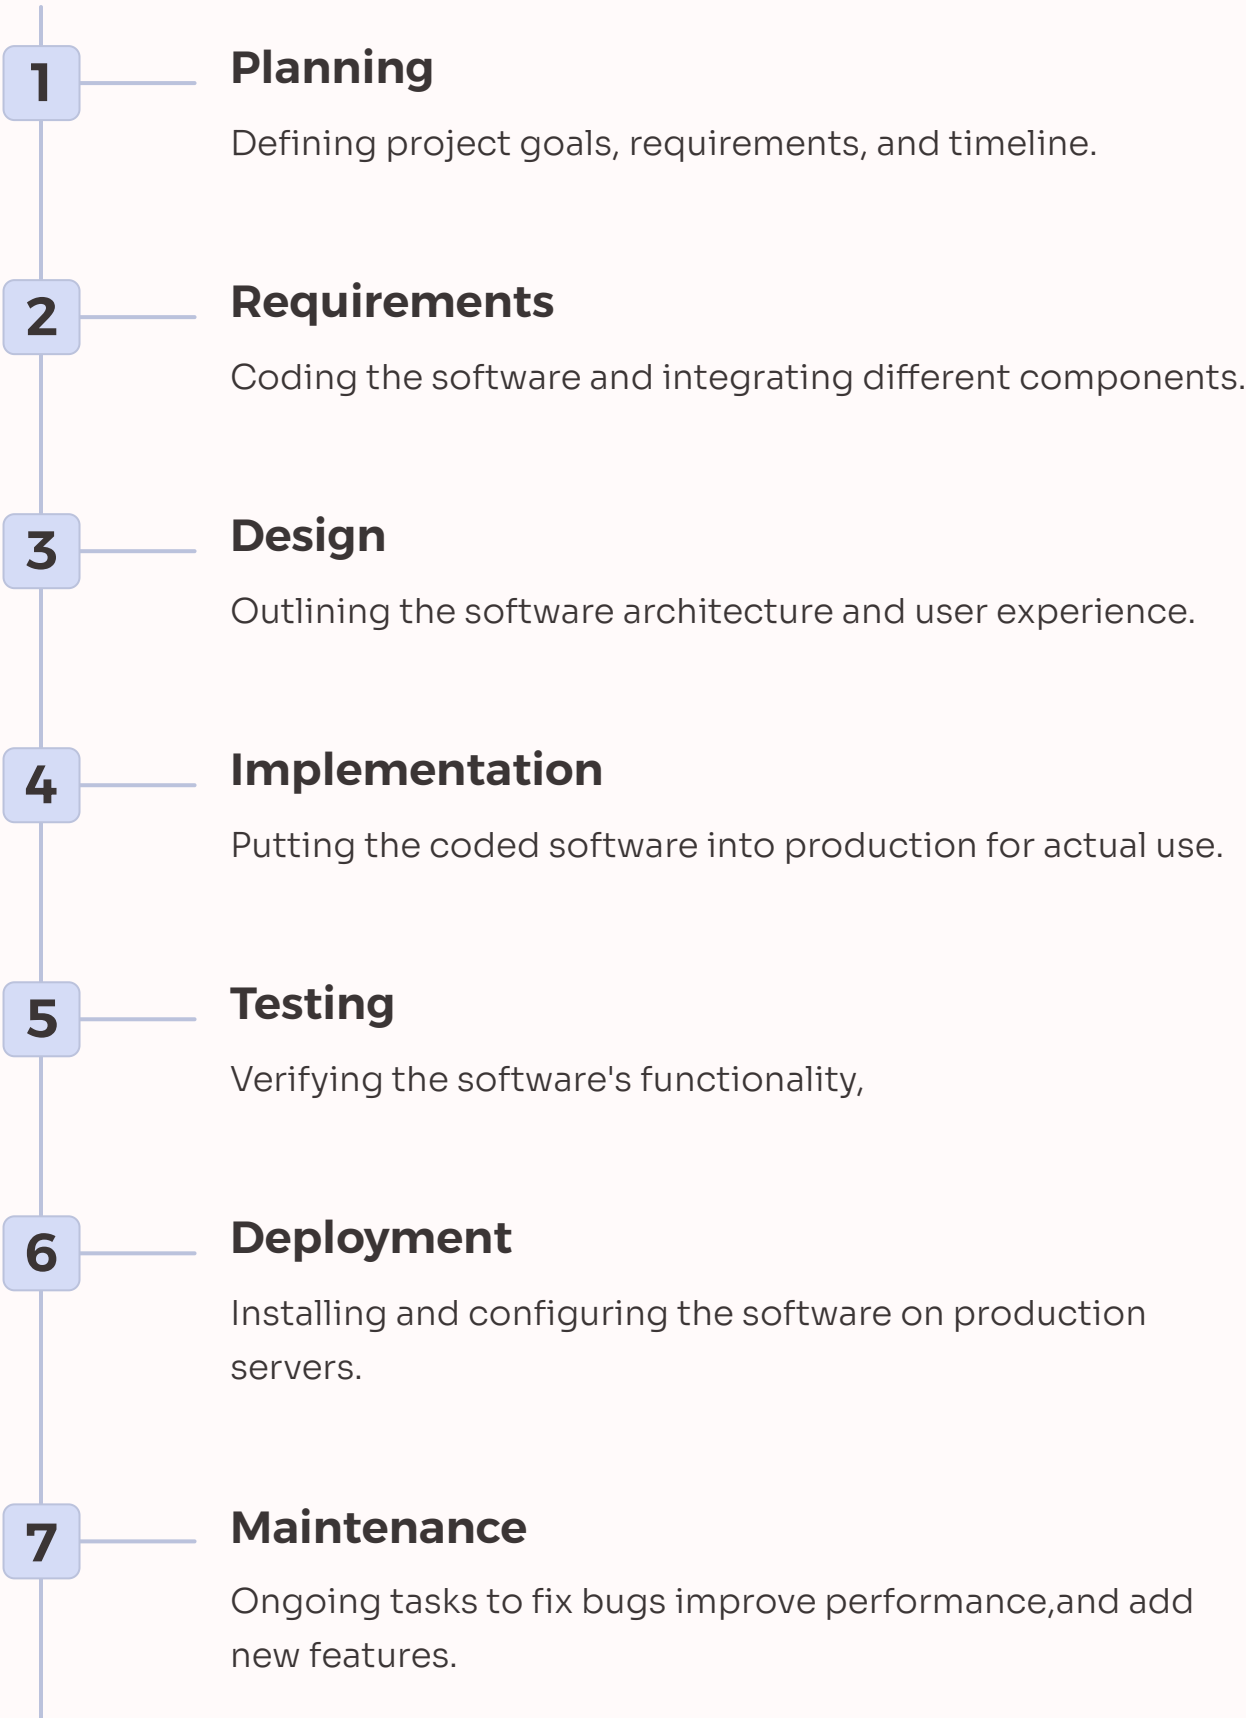 1
Planning
Defining project goals, requirements, and timeline.
2
Requirements
Coding the software and integrating different components.
3
Design
Outlining the software architecture and user experience.
4
Implementation
Putting the coded software into production for actual use.
5
Testing
Verifying the software's functionality,
6
Deployment
Installing and configuring the software on production
servers.
7
Maintenance
Ongoing tasks to fix bugs improve performance,and add
new features.